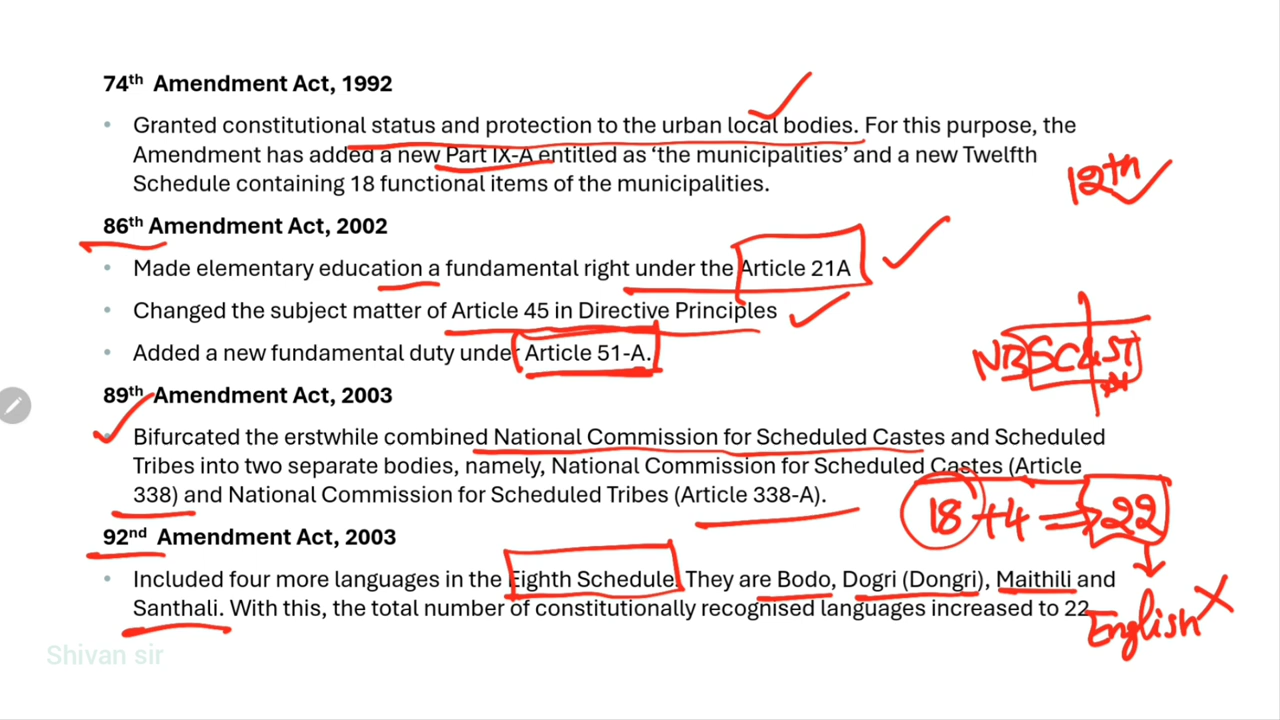 74th Amendment Act, 1992
• Granted constitutional status and protection to the urban local bodies. For this purpose, the
Amendment has added a new Part IX-A entitled as ‘the municipalities’ and a new Twelfth
Schedule containing 18 functional items of the municipalities.
12th
86th Amendment Act, 2002
• Made elementary education a fundamental right under the Article 21A
• Changed the subject matter of Article 45 in Directive Principles
• Added a new fundamental duty under Article 51-A.
SC& ST
89th Amendment Act, 2003
• Bifurcated the erstwhile combined National Commission for Scheduled Castes and Scheduled
Tribes into two separate bodies, namely, National Commission for Scheduled Castes (Article
338) and National Commission for Scheduled Tribes (Article 338-A).
18 +4 ⇒ 22
92nd Amendment Act, 2003
• Included four more languages in the Eighth Schedule. They are Bodo, Dogri (Dongri), Maithili and
Santhali. With this, the total number of constitutionally recognised languages increased to 22
English
Shivan sir